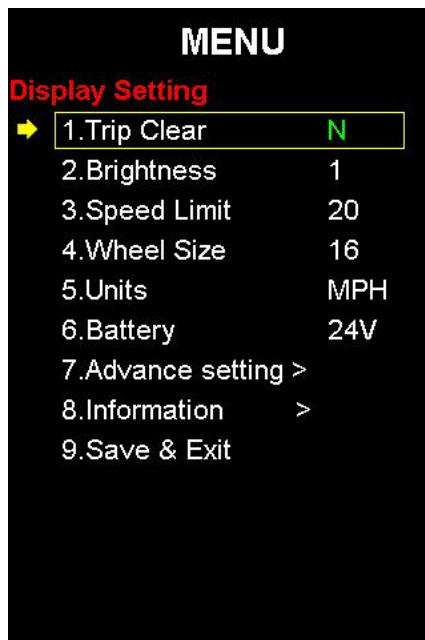 MENU
Display Setting
1.Trip Clear N
2.Brightness 1
3.Speed Limit 20
4.Wheel Size 16
5.Units MPH
6.Battery 24V
7.Advance setting >
8.Information >
9.Save & Exit